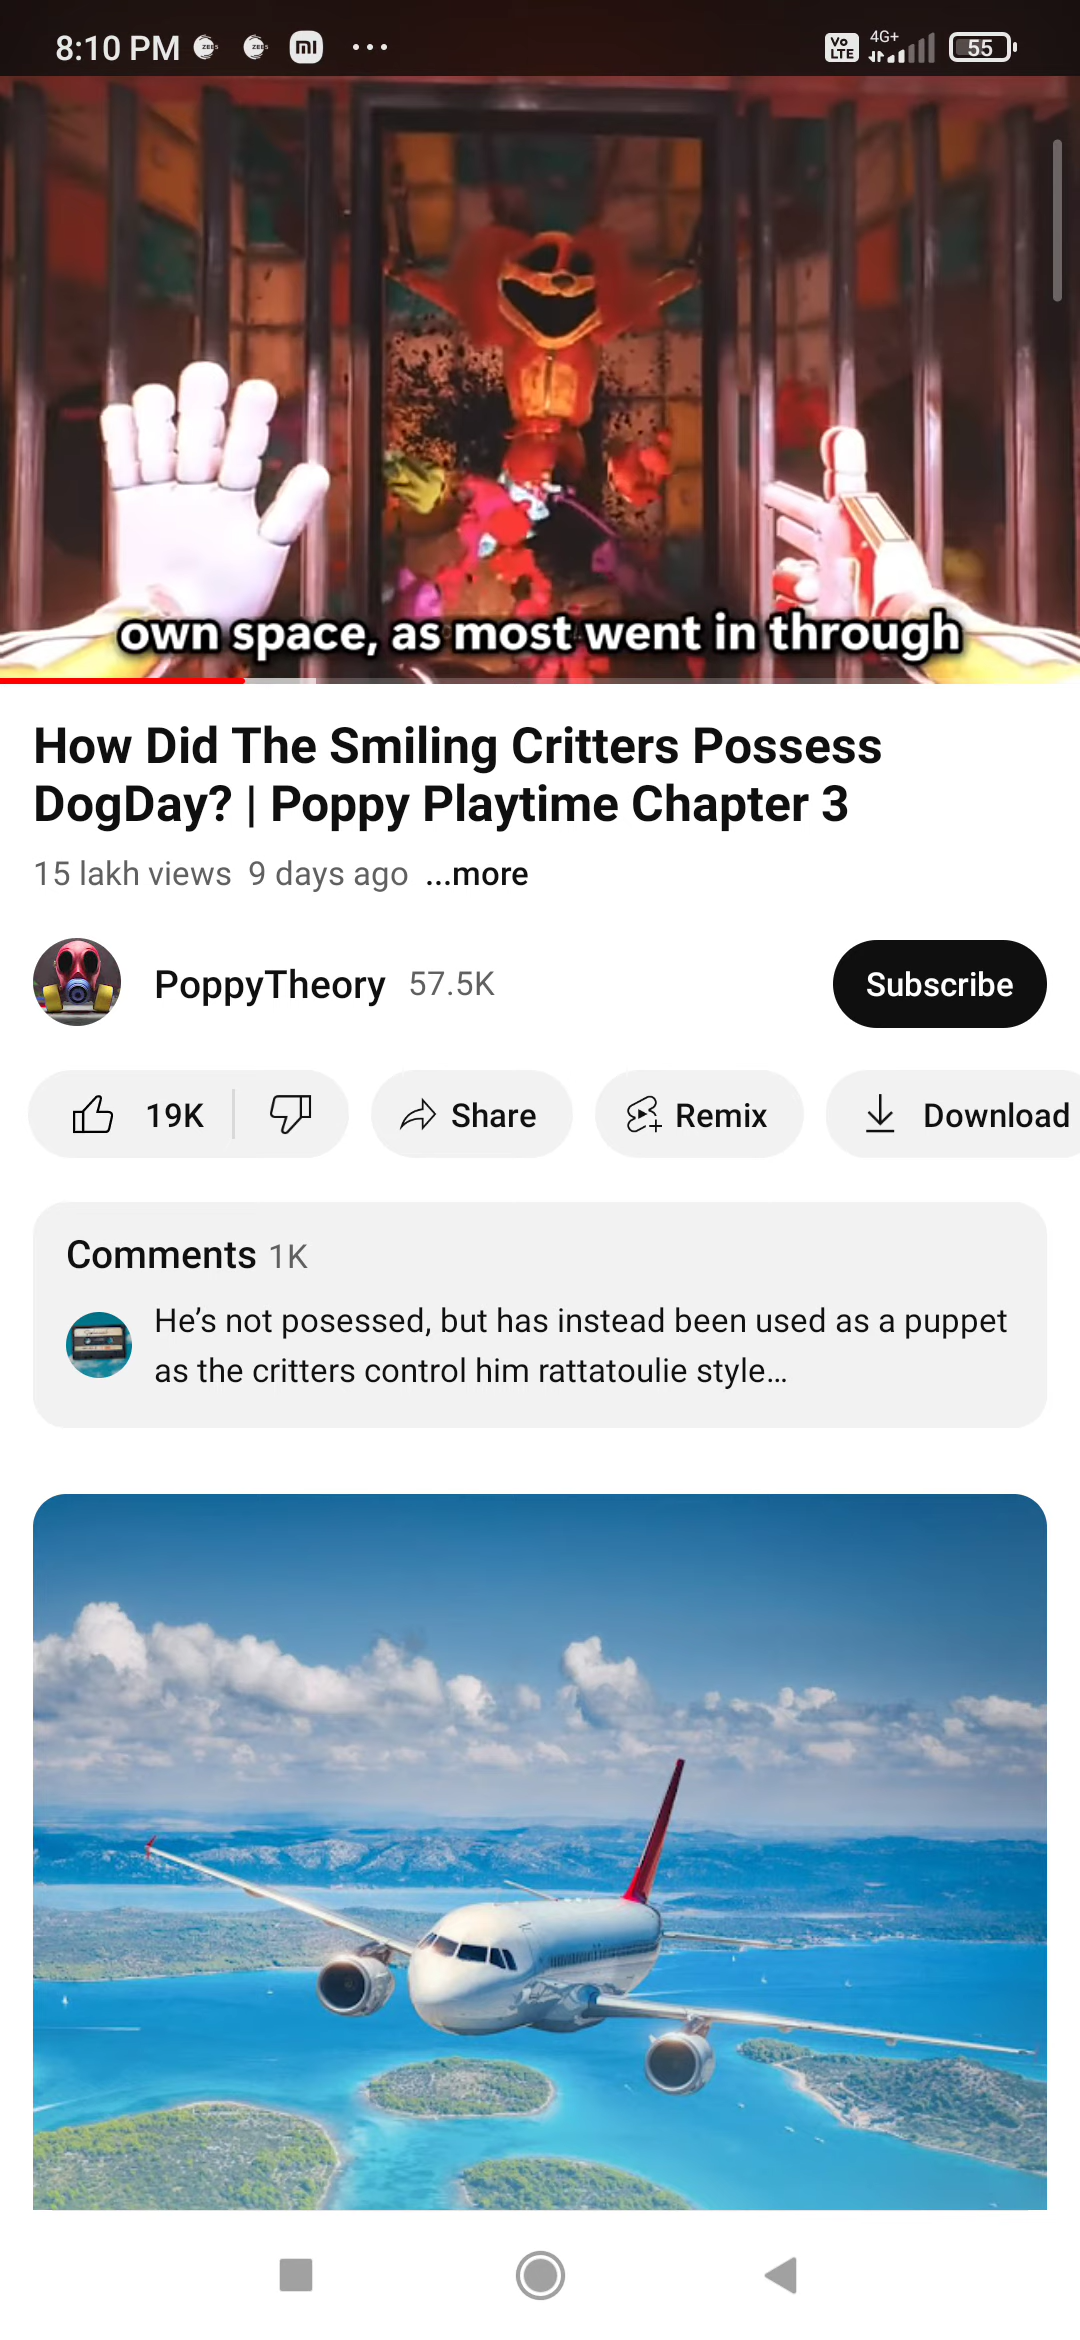 8:10 PM
Vo LTE 4G+ 55
own space, as most went in through
How Did The Smiling Critters Possess
DogDay? | Poppy Playtime Chapter 3
15 lakh views 9 days ago ...more
PoppyTheory 57.5K Subscribe
19K Share Remix Download
Comments 1K
He’s not posessed, but has instead been used as a puppet
as the critters control him rattatoulie style...